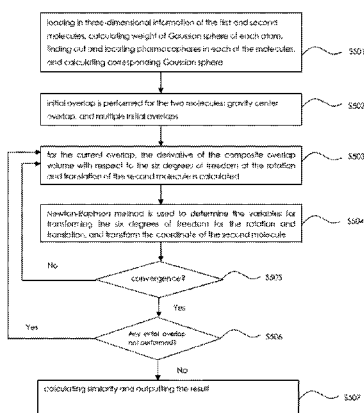 loading in three-dimensional information of the first and second
molecules, calculating weight of Gaussian sphere of each atom,
finding out and locating pharmacophores in each of the molecules,
and calculating corresponding Gaussian sphere
S501
initial overlap is performed for the two molecules: gravity center
overlap, and multiple initial overlaps
S502
for the current overlap, the derivative of the composite overlap
volume with respect to the six degrees of freedom of the rotation
and translation of the second molecule is calculated
S503
Newton-Raphson method is used to determine the variables for
transforming the six degrees of freedom for the rotation and
translation, and transform the coordinate of the second molecule
S504
No
convergence?
S505
Yes
Yes
Any initial overlap
not performed?
S506
No
calculating similarity and outputting the result
S507